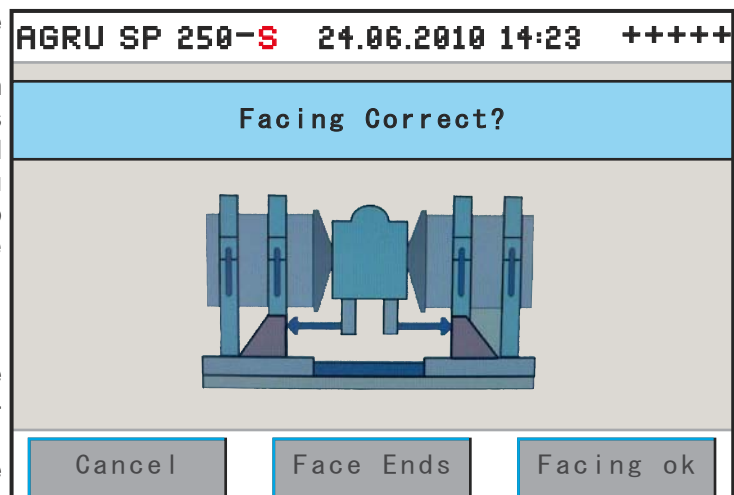 AGRU SP 250-S 24.06.2010 14:23 +++++
Facing Correct?
Cancel Face Ends Facing ok